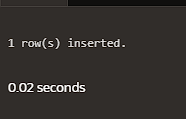 1 row(s) inserted.
0.02 seconds